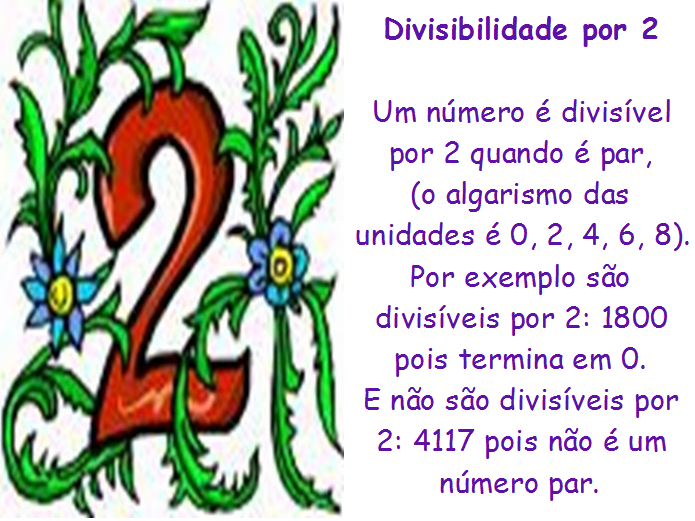 Divisibilidade por 2
Um número é divisível
por 2 quando é par,
(o algarismo das
unidades é 0, 2, 4, 6, 8).
Por exemplo são
divisíveis por 2: 1800
pois termina em 0.
E não são divisíveis por
2: 4117 pois não é um
número par.
2